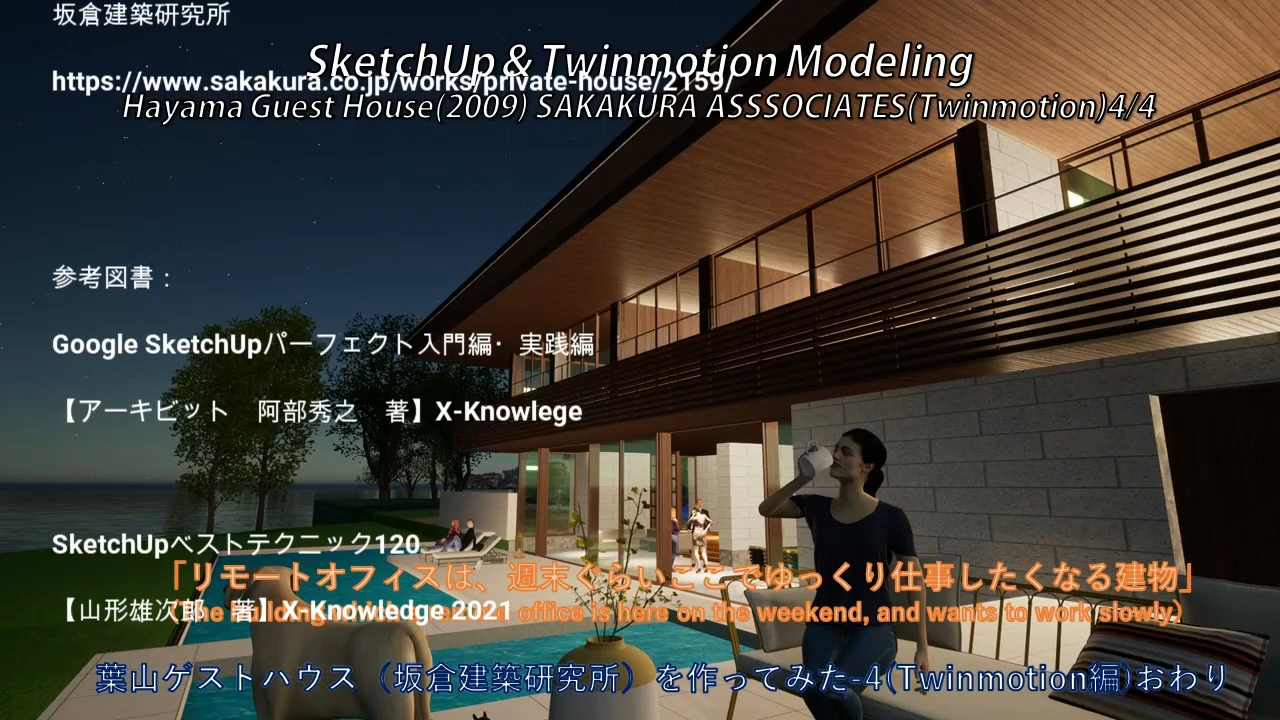 坂倉建築研究所
SketchUp & Twinmotion Modeling
https://www.sakakura.co.jp/works/private-house/2159/
Hayama Guest House(2009) SAKAKURA ASSSOCIATES(Twinmotion)4/4
参考図書：
Google SketchUpパーフェクト入門編・実践編
【アーキビット　阿部秀之　著】X-Knowlege
SketchUpベストテクニック120
「リモートオフィスは、週末ぐらいここでゆっくり仕事したくなる建物」
【山形雄次郎　著】X-Knowledge 2021
office is here on the weekend, and wants to work slowly)
葉山ゲストハウス（坂倉建築研究所）を作ってみた-4(Twinmotion編)おわり